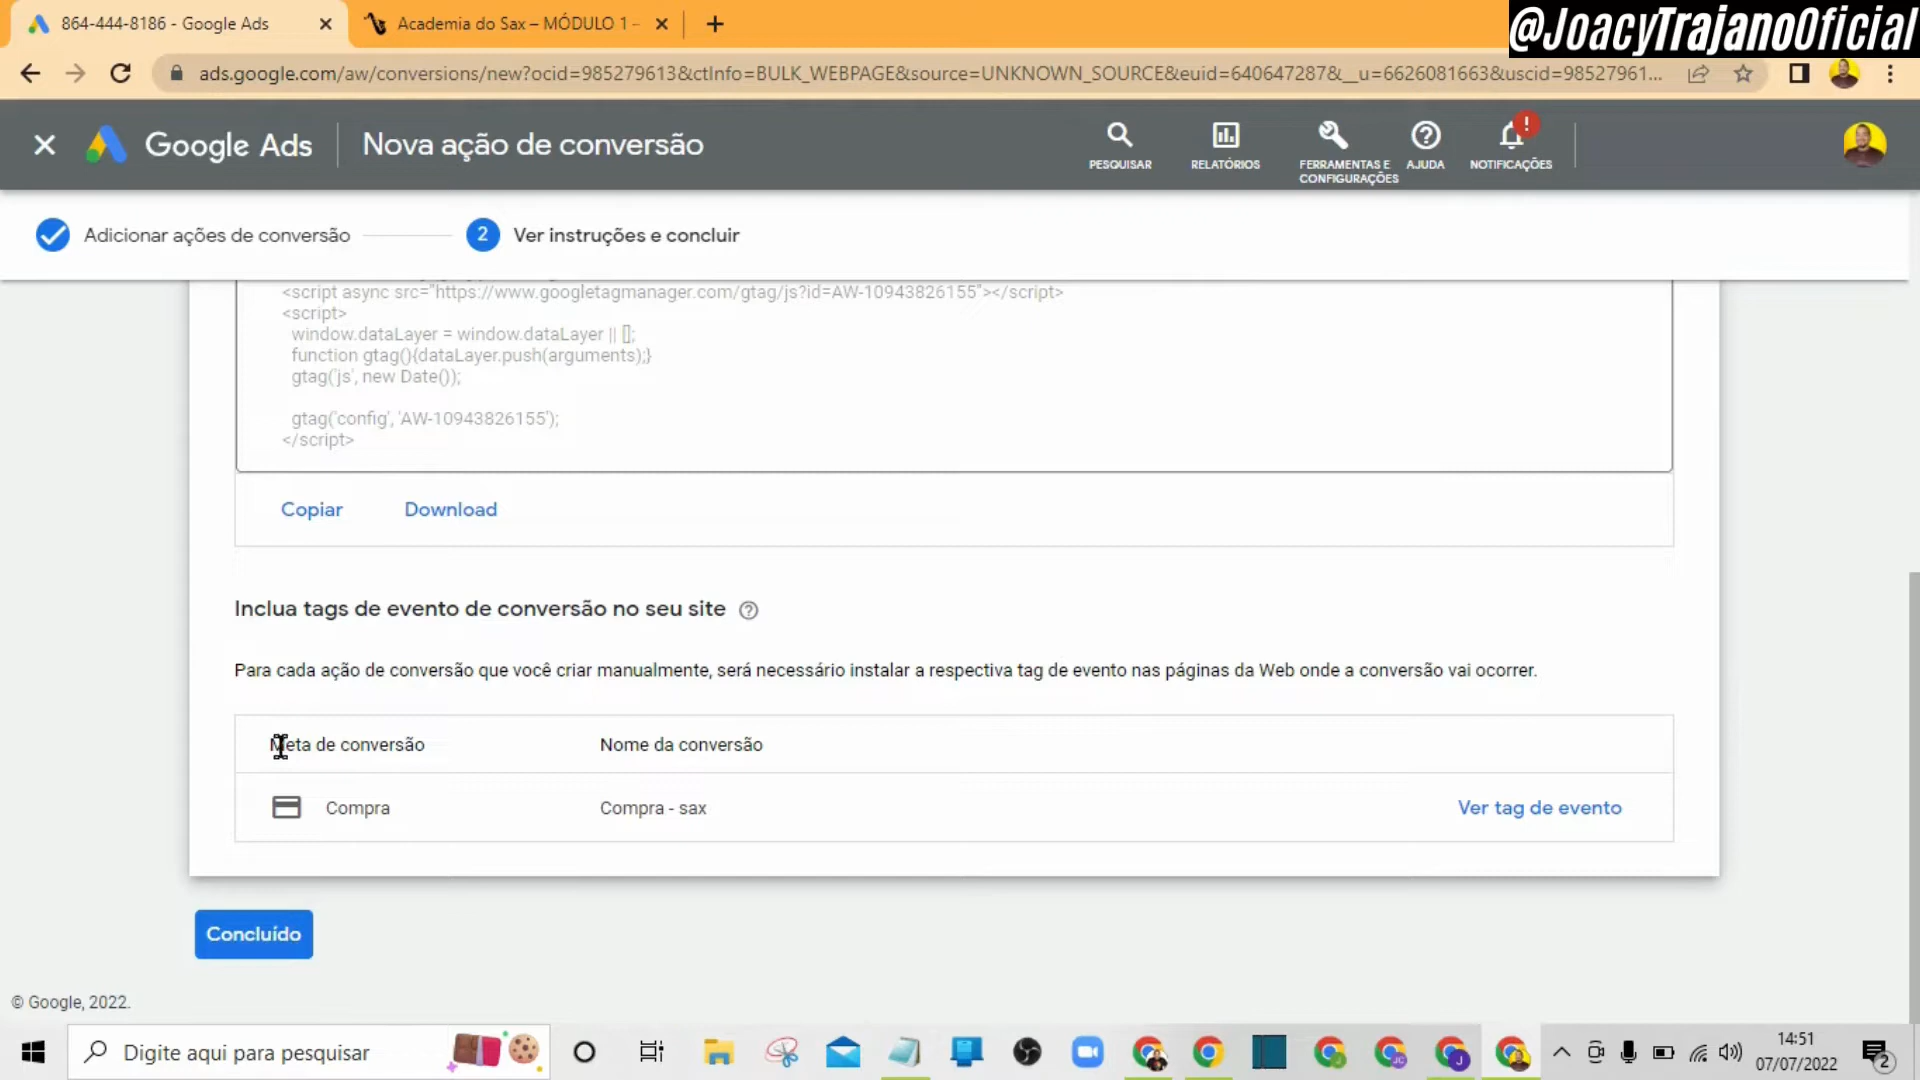 864-444-8186 - Google Ads
Academia do Sax – MÓDULO 1 –
@JoacyTrajanoOficial
ads.google.com/aw/conversions/new?ocid=985279613&ctInfo=BULK_WEBPAGE&source=UNKNOWN_SOURCE&euid=640647287&__u=6626081663&uscid=98527961...
Google Ads
Nova ação de conversão
PESQUISAR
RELATÓRIOS
FERRAMENTAS E
CONFIGURAÇÕES
AJUDA
NOTIFICAÇÕES
Adicionar ações de conversão
2
Ver instruções e concluir
<script async src="https://www.googletagmanager.com/gtag/js?id=AW-10943826155"></script>
<script>
window.dataLayer = window.dataLayer || [];
function gtag(){dataLayer.push(arguments);}
gtag('js', new Date());
gtag('config', 'AW-10943826155');
</script>
Copiar
Download
Inclua tags de evento de conversão no seu site
Para cada ação de conversão que você criar manualmente, será necessário instalar a respectiva tag de evento nas páginas da Web onde a conversão vai ocorrer.
Meta de conversão
Nome da conversão
Compra
Compra - sax
Ver tag de evento
Concluído
© Google, 2022.
Digite aqui para pesquisar
14:51
07/07/2022
2